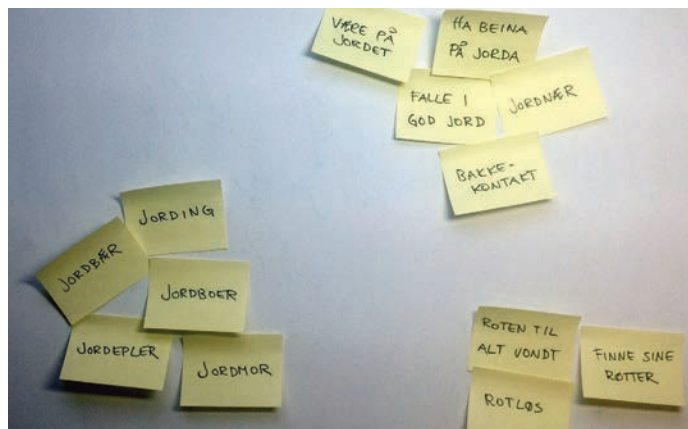 VÆRE PÅ
JORDET
HA BEINA
PÅ JORDA
FALLE I
GOD JORD
JORDNÆR
BAKKE-
KONTAKT
JORDING
JORDBÆR
JORDBOER
JORDEPLER
JORDMOR
ROTEN TIL
ALT VONDT
FINNE SINE
RØTTER
ROTLØS